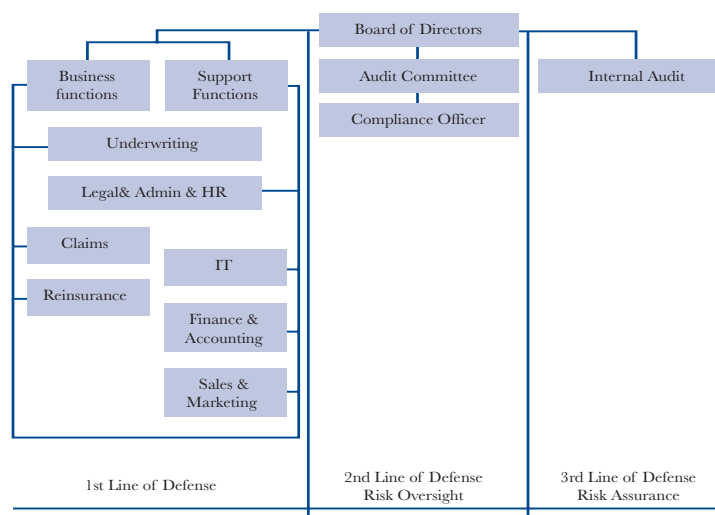 Board of Directors
Business
functions
Support
Functions
Audit Committee
Internal Audit
Compliance Officer
Underwriting
Legal& Admin & HR
Claims
IT
Reinsurance
Finance &
Accounting
Sales &
Marketing
1st Line of Defense
2nd Line of Defense
Risk Oversight
3rd Line of Defense
Risk Assurance